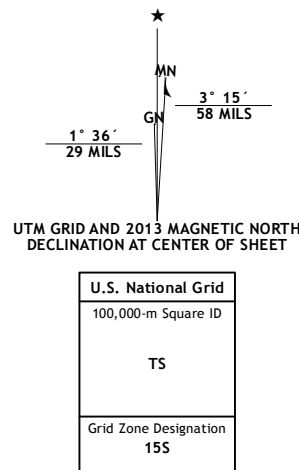 ★
MN
GN
3° 15´
58 MILS
1° 36´
29 MILS
UTM GRID AND 2013 MAGNETIC NORTH
DECLINATION AT CENTER OF SHEET
U.S. National Grid
100,000-m Square ID
TS
Grid Zone Designation
15S